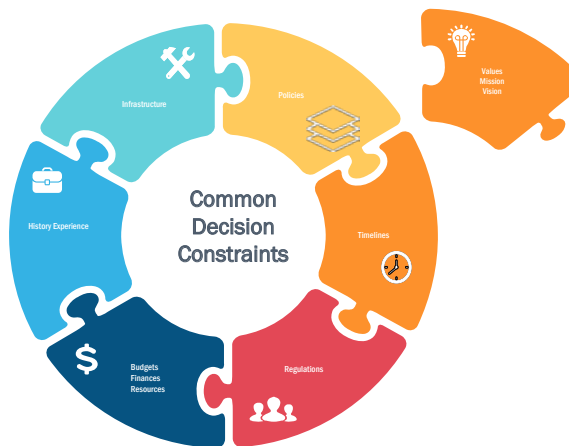 Values
Mission
Vision
Infrastructure
Policies
Common
Decision
Constraints
History Experience
Timelines
Budgets
Finances
Resources
Regulations
$